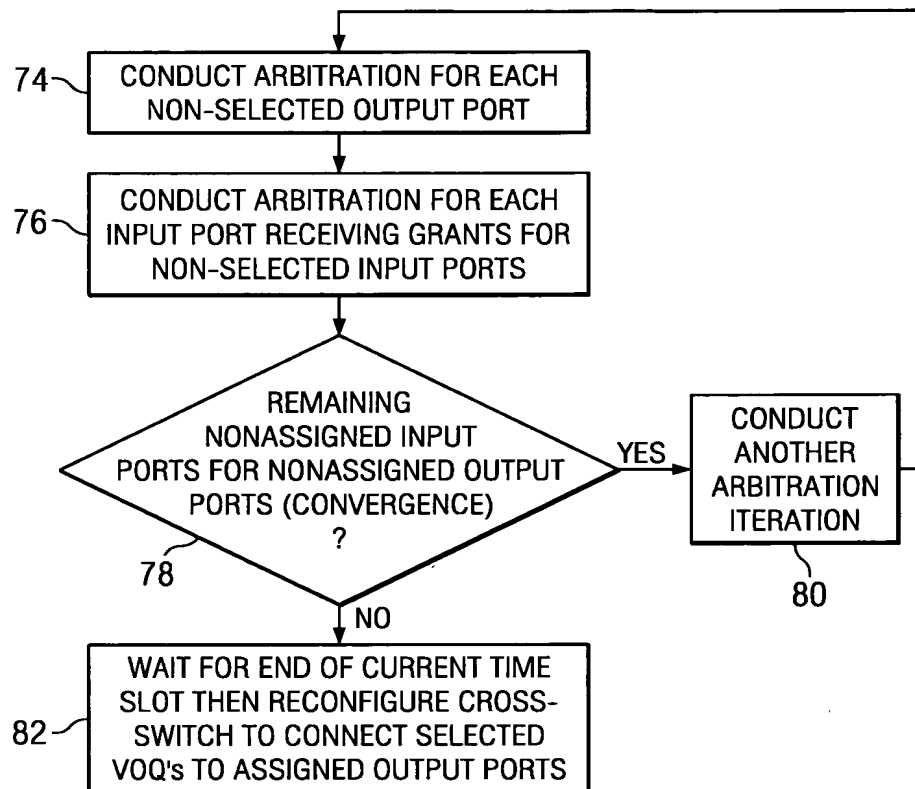 74
CONDUCT ARBITRATION FOR EACH
NON-SELECTED OUTPUT PORT
76
CONDUCT ARBITRATION FOR EACH
INPUT PORT RECEIVING GRANTS FOR
NON-SELECTED INPUT PORTS
REMAINING
NONASSIGNED INPUT
PORTS FOR NONASSIGNED OUTPUT
PORTS (CONVERGENCE)
?
78
YES
CONDUCT
ANOTHER
ARBITRATION
ITERATION
80
NO
82
WAIT FOR END OF CURRENT TIME
SLOT THEN RECONFIGURE CROSS-
SWITCH TO CONNECT SELECTED
VOQ's TO ASSIGNED OUTPUT PORTS